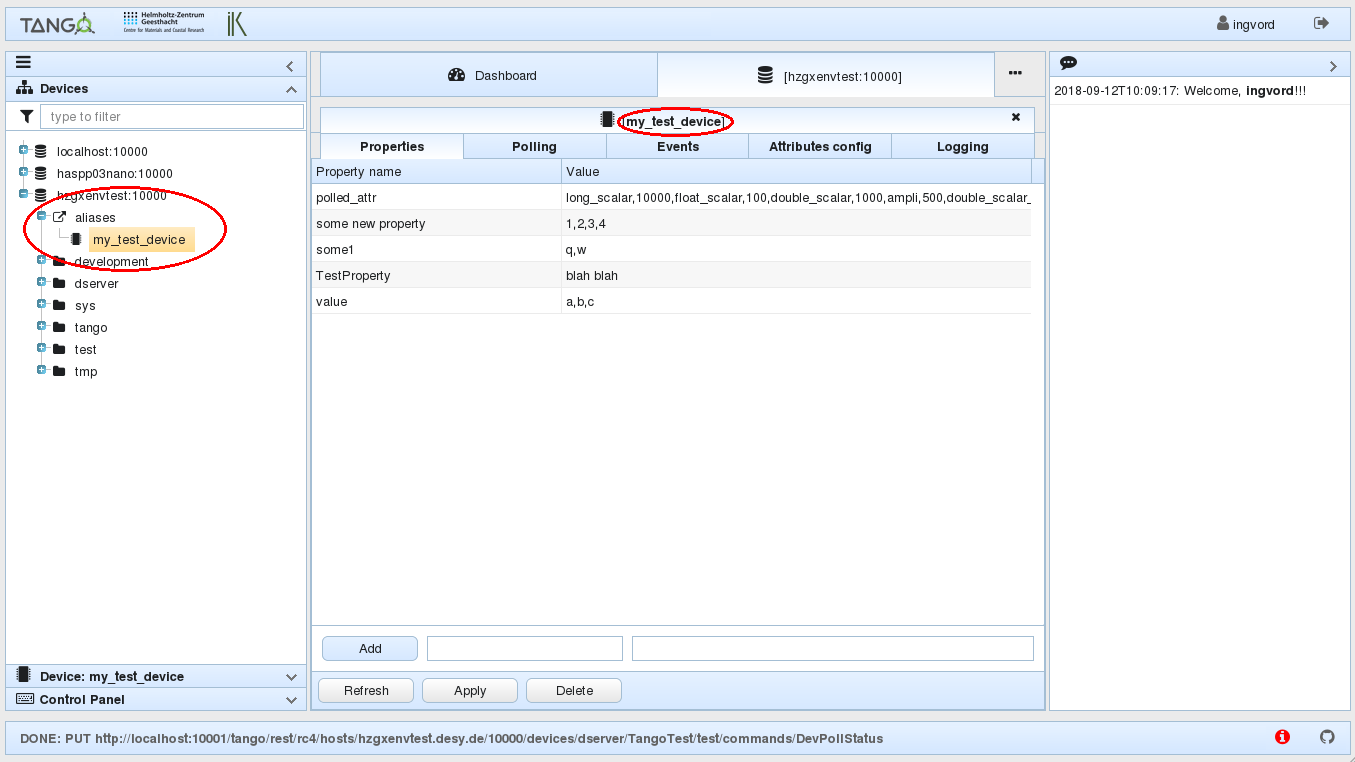 TANGO
Helmholtz-Zentrum
Geesthacht
Centre for Materials and Coastal Research
ingvord
Devices
type to filter
localhost:10000
haspp03nano:10000
hzgxenvtest:10000
aliases
my_test_device
development
dserver
sys
tango
test
tmp
Device: my_test_device
Control Panel
Dashboard
[hzgxenvtest:10000]
[my_test_device]
Properties Polling Events Attributes config Logging
Property name Value
polled_attr long_scalar,10000,float_scalar,100,double_scalar,1000,ampli,500,double_scalar_
some new property 1,2,3,4
some1 q,w
TestProperty blah blah
value a,b,c
Add
Refresh Apply Delete
2018-09-12T10:09:17: Welcome, ingvord!!!
DONE: PUT http://localhost:10001/tango/rest/rc4/hosts/hzgxenvtest.desy.de/10000/devices/dserver/TangoTest/test/commands/DevPollStatus